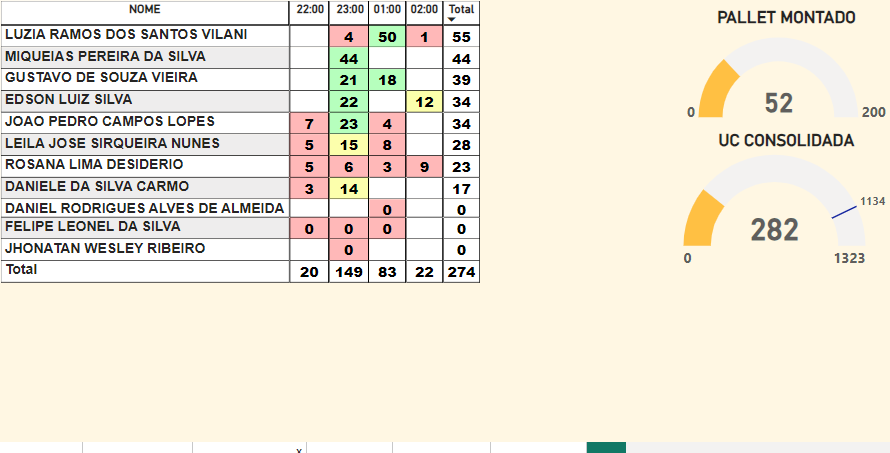 NOME 22:00 23:00 01:00 02:00 Total
LUZIA RAMOS DOS SANTOS VILANI 4 50 1 55
MIQUEIAS PEREIRA DA SILVA 44 44
GUSTAVO DE SOUZA VIEIRA 21 18 39
EDSON LUIZ SILVA 22 12 34
JOAO PEDRO CAMPOS LOPES 7 23 4 34
LEILA JOSE SIRQUEIRA NUNES 5 15 8 28
ROSANA LIMA DESIDERIO 5 6 3 9 23
DANIELE DA SILVA CARMO 3 14 17
DANIEL RODRIGUES ALVES DE ALMEIDA 0 0
FELIPE LEONEL DA SILVA 0 0 0 0
JHONATAN WESLEY RIBEIRO 0 0
Total 20 149 83 22 274
PALLET MONTADO
52
0 200
UC CONSOLIDADA
1134
282
0 1323
x